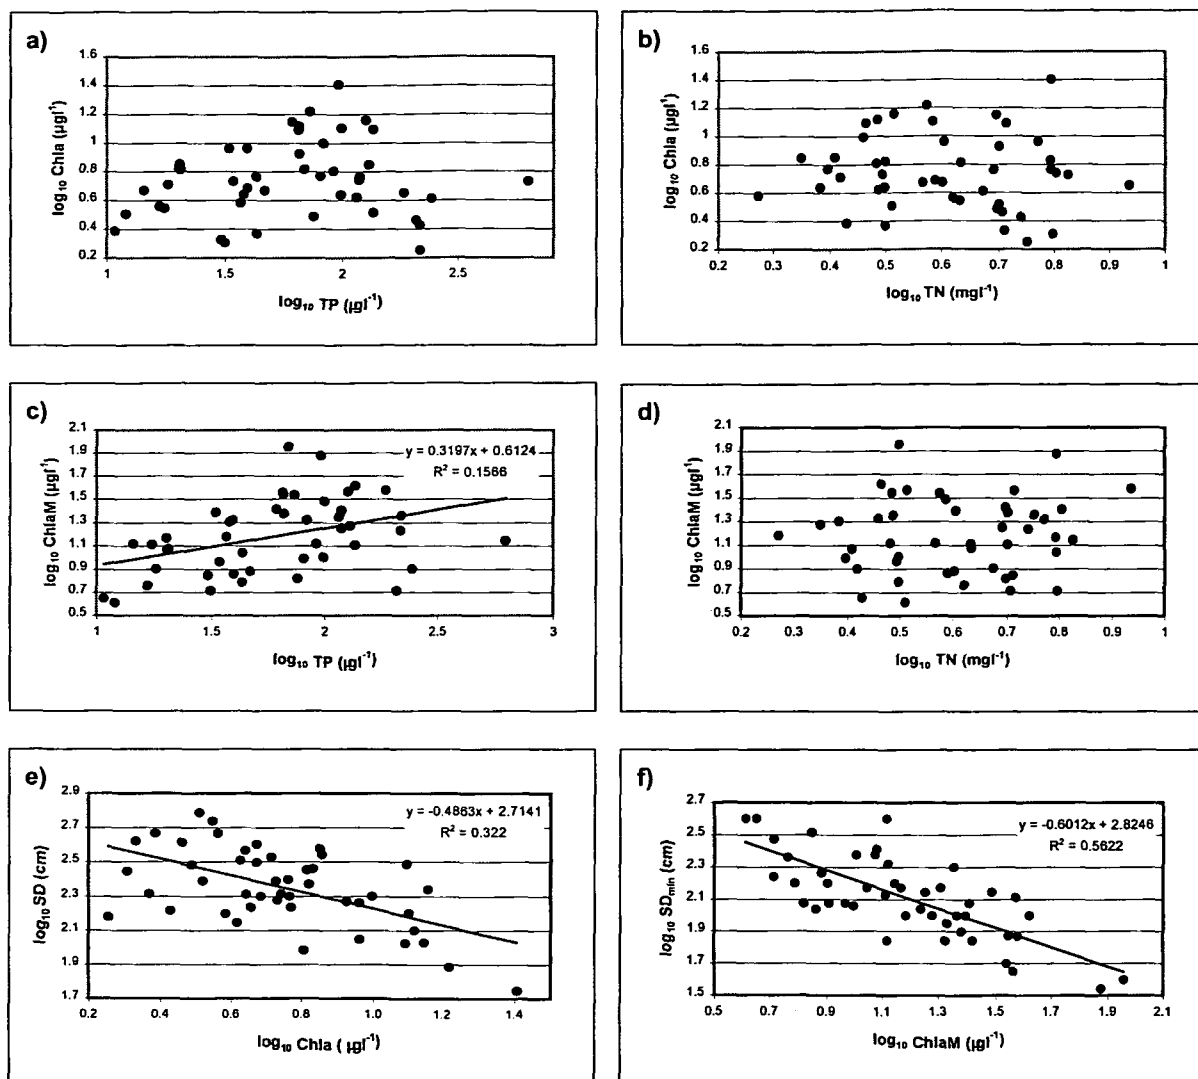 a)
log10 Chla (µgl-1)
1.6
1.4
1.2
1
0.8
0.6
0.4
0.2
1 1.5 2 2.5
log10 TP (µgl-1)
b)
log10 Chla (µgl-1)
1.6
1.4
1.2
1
0.8
0.6
0.4
0.2
0.2 0.3 0.4 0.5 0.6 0.7 0.8 0.9 1
log10 TN (mgl-1)
c)
log10 ChlaM (µgl-1)
2.1
1.9
1.7
1.5
1.3
1.1
0.9
0.7
0.5
y = 0.3197x + 0.6124
R2 = 0.1566
1 1.5 2 2.5 3
log10 TP (µgl-1)
d)
log10 ChlaM (µgl-1)
2.1
1.9
1.7
1.5
1.3
1.1
0.9
0.7
0.5
0.2 0.3 0.4 0.5 0.6 0.7 0.8 0.9 1
log10 TN (mgl-1)
e)
log10 SD (cm)
2.9
2.7
2.5
2.3
2.1
1.9
1.7
y = -0.4863x + 2.7141
R2 = 0.322
0.2 0.4 0.6 0.8 1.0 1.2 1.4
log10 Chla ( µgl-1)
f)
log10 SDmin (cm)
2.7
2.5
2.3
2.1
1.9
1.7
1.5
y = -0.6012x + 2.8246
R2 = 0.5622
0.5 0.7 0.9 1.1 1.3 1.5 1.7 1.9 2.1
log10 ChlaM (µgl-1)